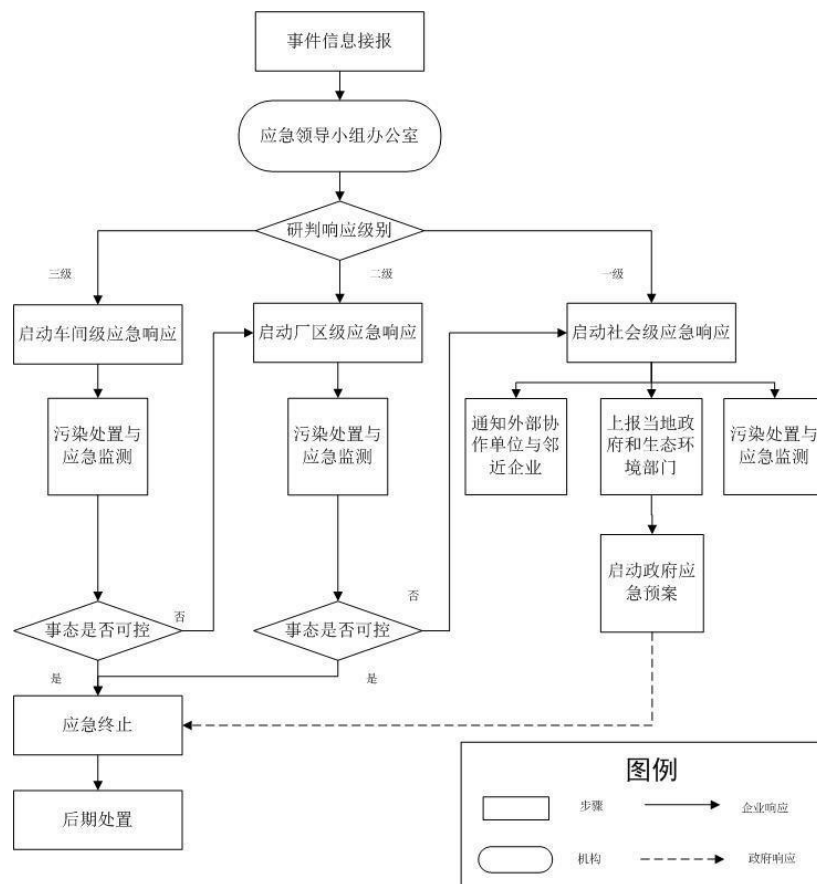 事件信息接报
应急领导小组办公室
研判响应级别
三级
二级
一级
启动车间级应急响应
启动厂区级应急响应
启动社会级应急响应
污染处置与
应急监测
污染处置与
应急监测
通知外部协
作单位与邻
近企业
上报当地政
府和生态环
境部门
污染处置与
应急监测
启动政府应
急预案
事态是否可控
否
事态是否可控
否
是
是
应急终止
后期处置
图例
步骤
企业响应
机构
政府响应